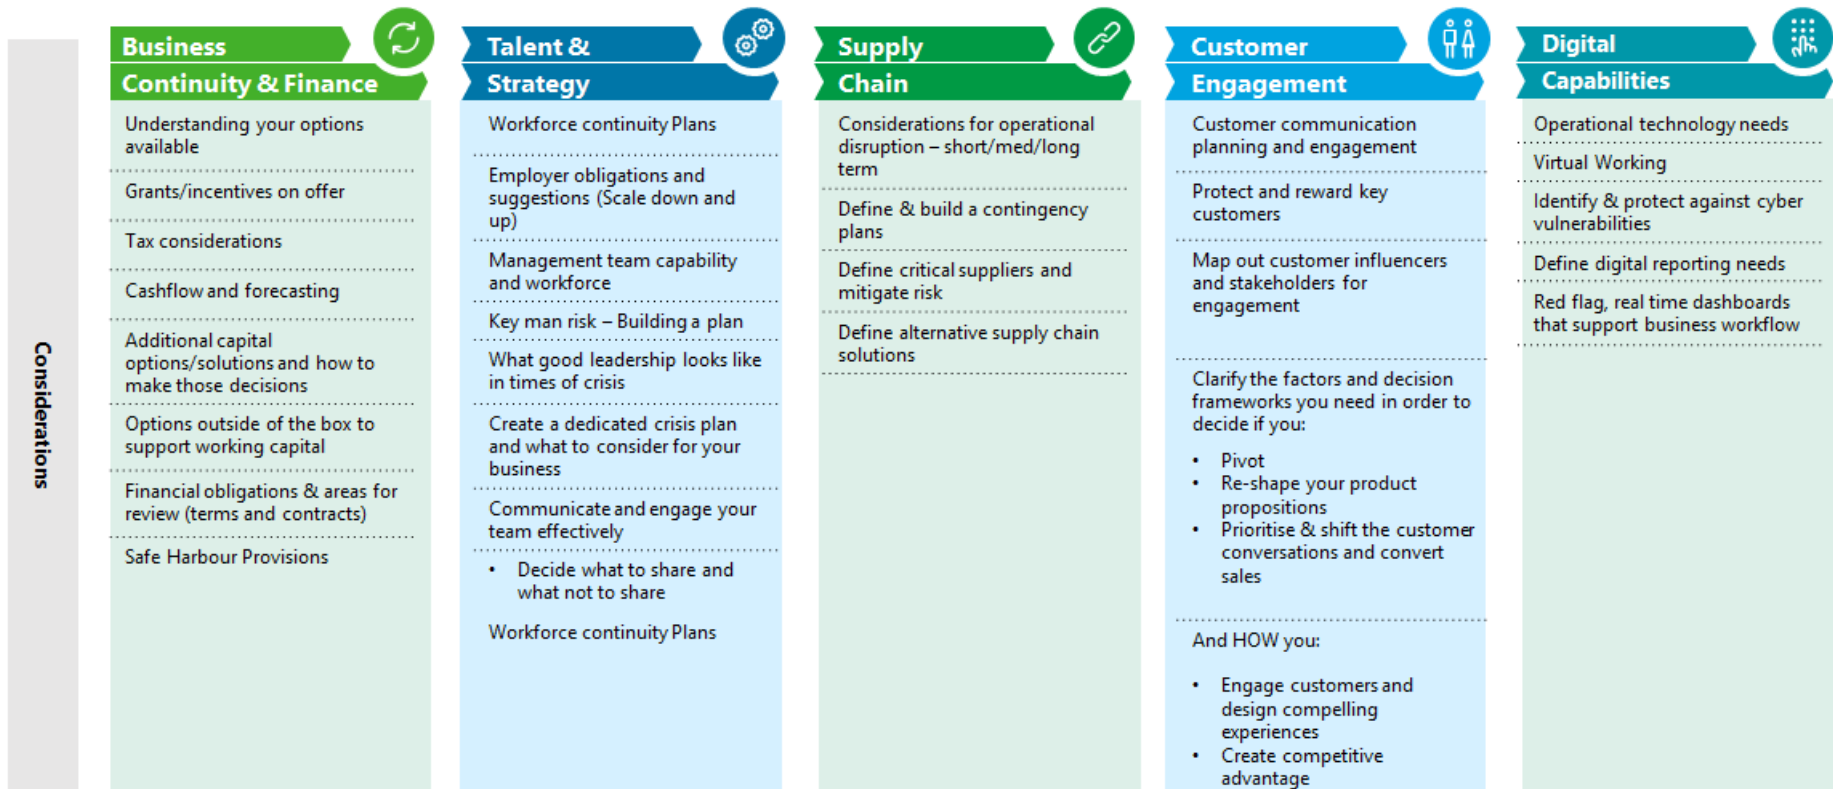 Considerations
Business
Continuity & Finance
Understanding your options
available
Grants/incentives on offer
Tax considerations
Cashflow and forecasting
Additional capital
options/solutions and how to
make those decisions
Options outside of the box to
support working capital
Financial obligations & areas for
review (terms and contracts)
Safe Harbour Provisions
Talent &
Strategy
Workforce continuity Plans
Employer obligations and
suggestions (Scale down and
up)
Management team capability
and workforce
Key man risk – Building a plan
What good leadership looks like
in times of crisis
Create a dedicated crisis plan
and what to consider for your
business
Communicate and engage your
team effectively
• Decide what to share and
what not to share
Workforce continuity Plans
Supply
Chain
Considerations for operational
disruption – short/med/long
term
Define & build a contingency
plans
Define critical suppliers and
mitigate risk
Define alternative supply chain
solutions
Customer
Engagement
Customer communication
planning and engagement
Protect and reward key
customers
Map out customer influencers
and stakeholders for
engagement
Clarify the factors and decision
frameworks you need in order to
decide if you:
• Pivot
• Re-shape your product
propositions
• Prioritise & shift the customer
conversations and convert
sales
And HOW you:
• Engage customers and
design compelling
experiences
• Create competitive
advantage
Digital
Capabilities
Operational technology needs
Virtual Working
Identify & protect against cyber
vulnerabilities
Define digital reporting needs
Red flag, real time dashboards
that support business workflow